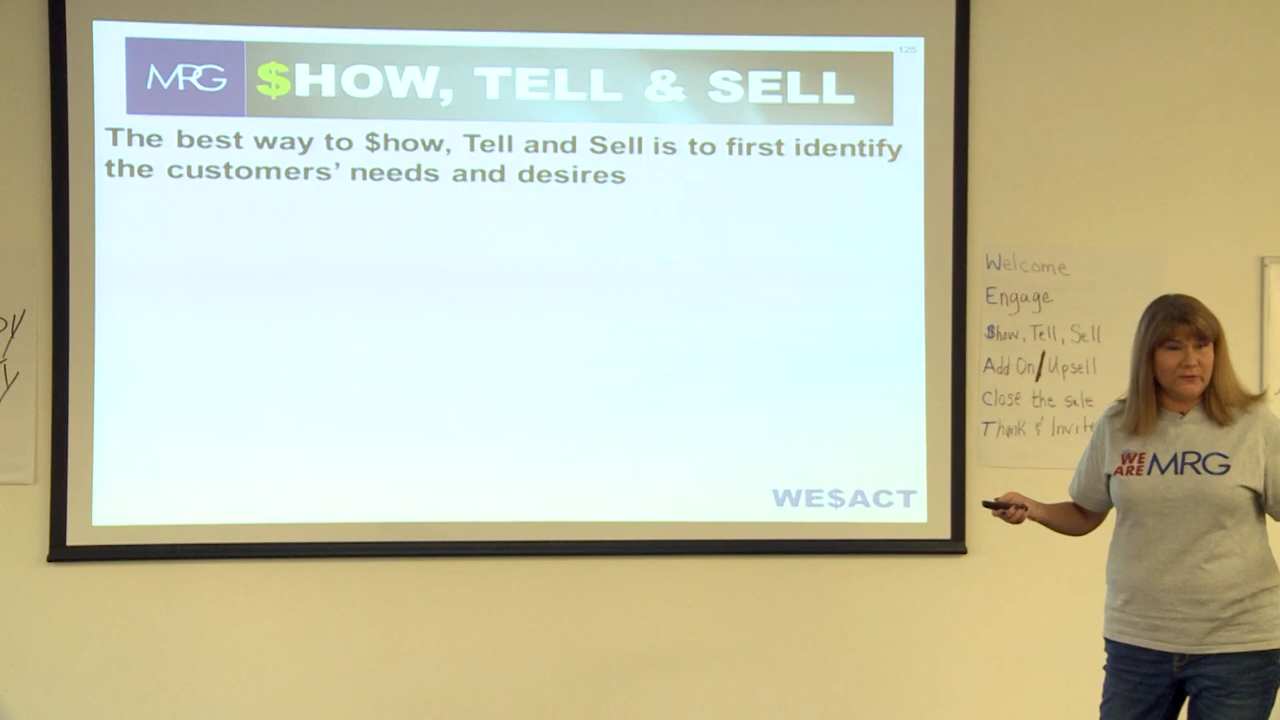 125
MRG
$HOW, TELL & SELL
The best way to $how, Tell and Sell is to first identify
the customers' needs and desires
WE$ACT
Welcome
Engage
$how, Tell, Sell
Add On/Upsell
Close the sale
Thank & Invite
WE
ARE MRG